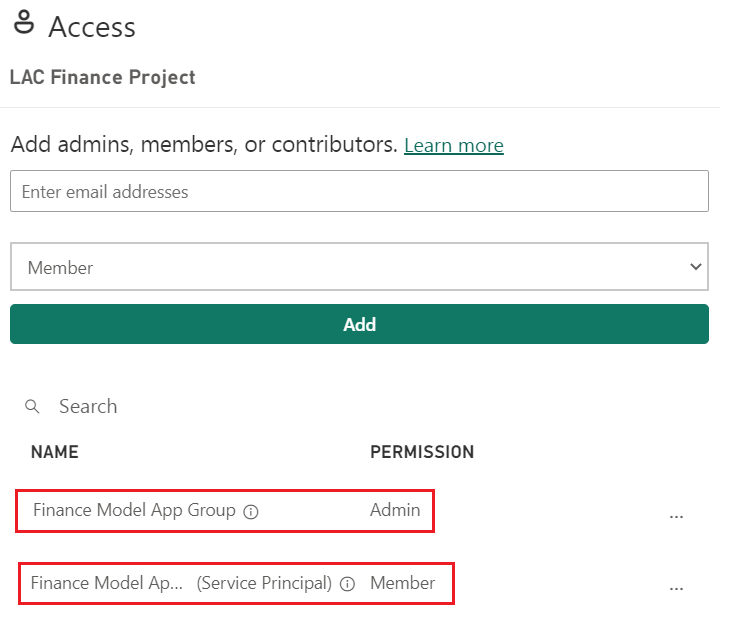 Access
LAC Finance Project
Add admins, members, or contributors. Learn more
Enter email addresses
Member
Add
Search
NAME PERMISSION
Finance Model App Group Admin ...
Finance Model Ap... (Service Principal) Member ...